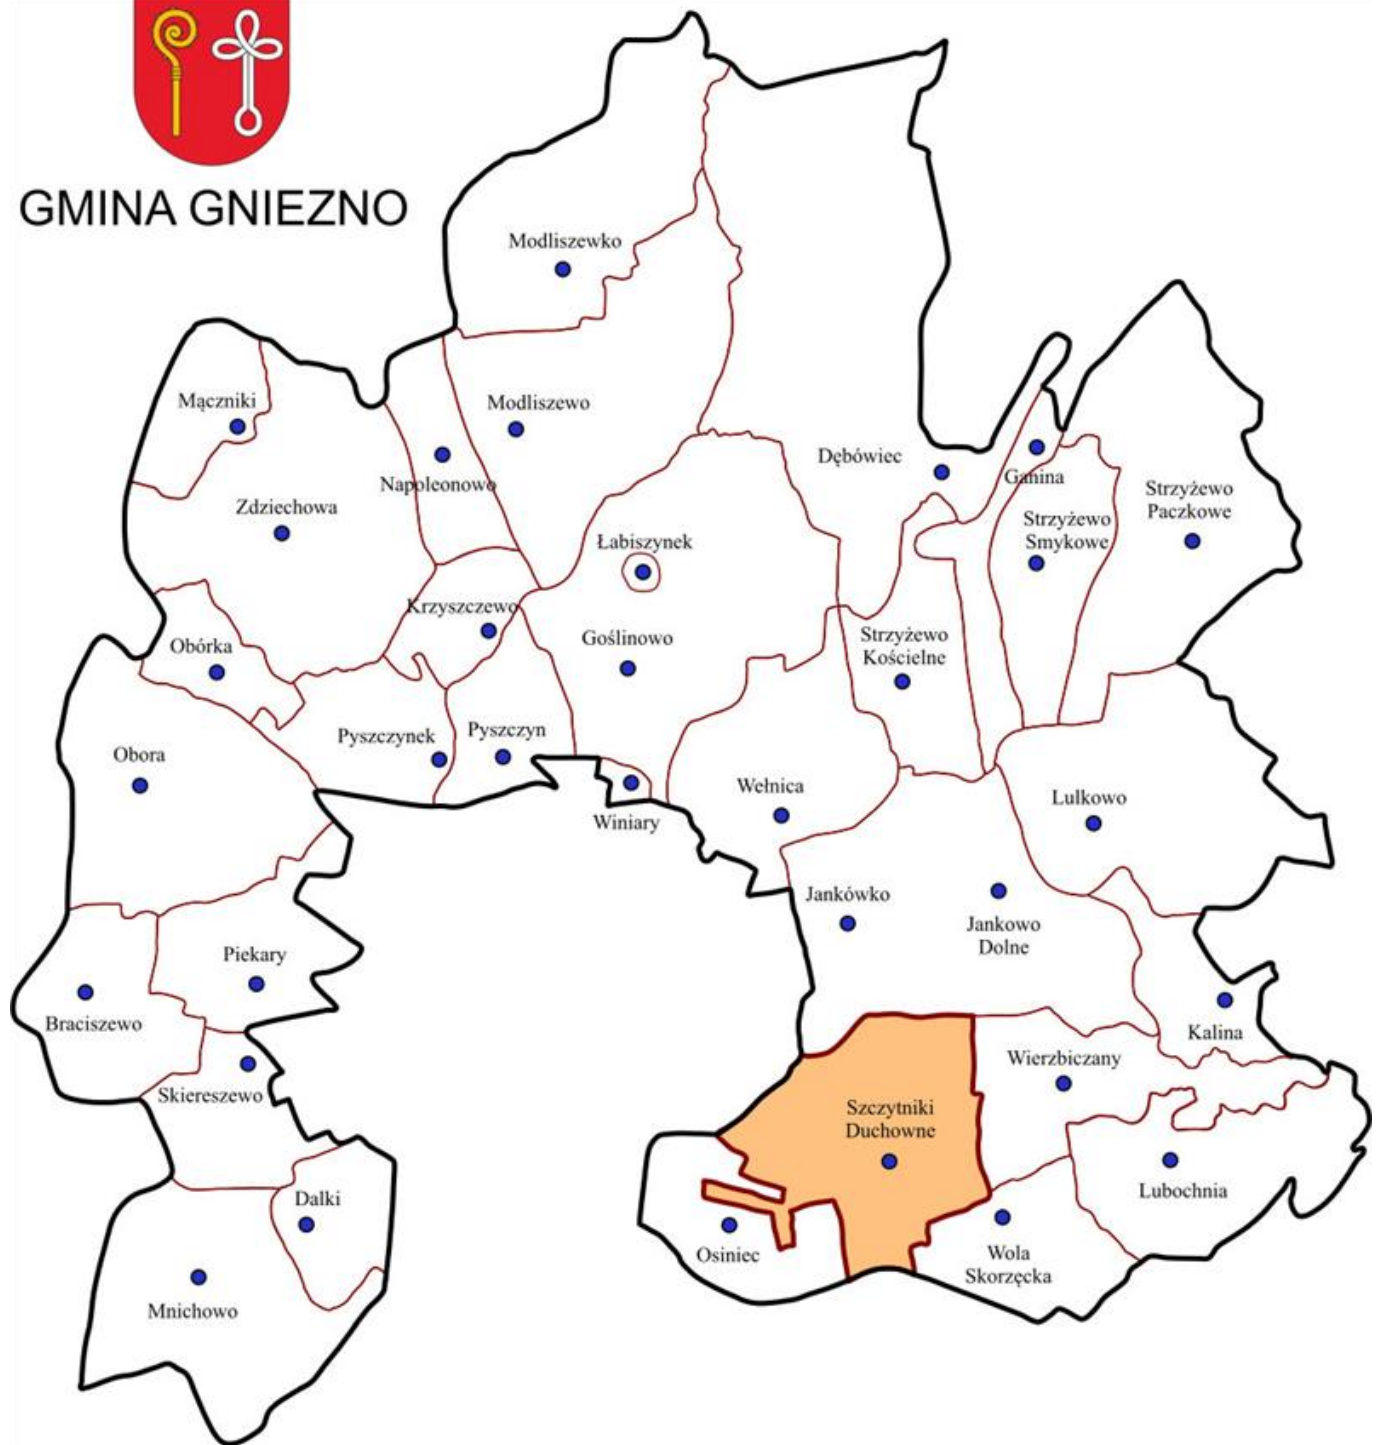 GMINA GNIEZNO
Modliszewko
Mączniki
Modliszewo
Dębówiec
Napoleonowo
Ganina
Strzyżewo
Paczkowe
Zdziechowa
Strzyżewo
Smykowe
Łabiszynek
Krzyszczewo
Obórka
Goślinowo
Strzyżewo
Kościelne
Pyszczynek
Pyszczyn
Obora
Wełnica
Lulkowo
Winiary
Jankówko
Jankowo
Dolne
Piekary
Braciszewo
Kalina
Wierzbiczany
Skiereszewo
Szczytniki
Duchowne
Lubochnia
Dalki
Osiniec
Wola
Skorzęcka
Mnichowo